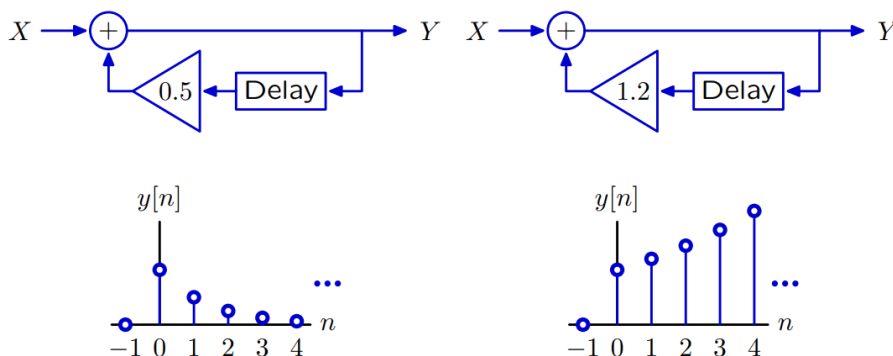 X + Y X + Y
0.5 Delay 1.2 Delay
y[n] y[n]
... ...
n n
−1 0 1 2 3 4 −1 0 1 2 3 4